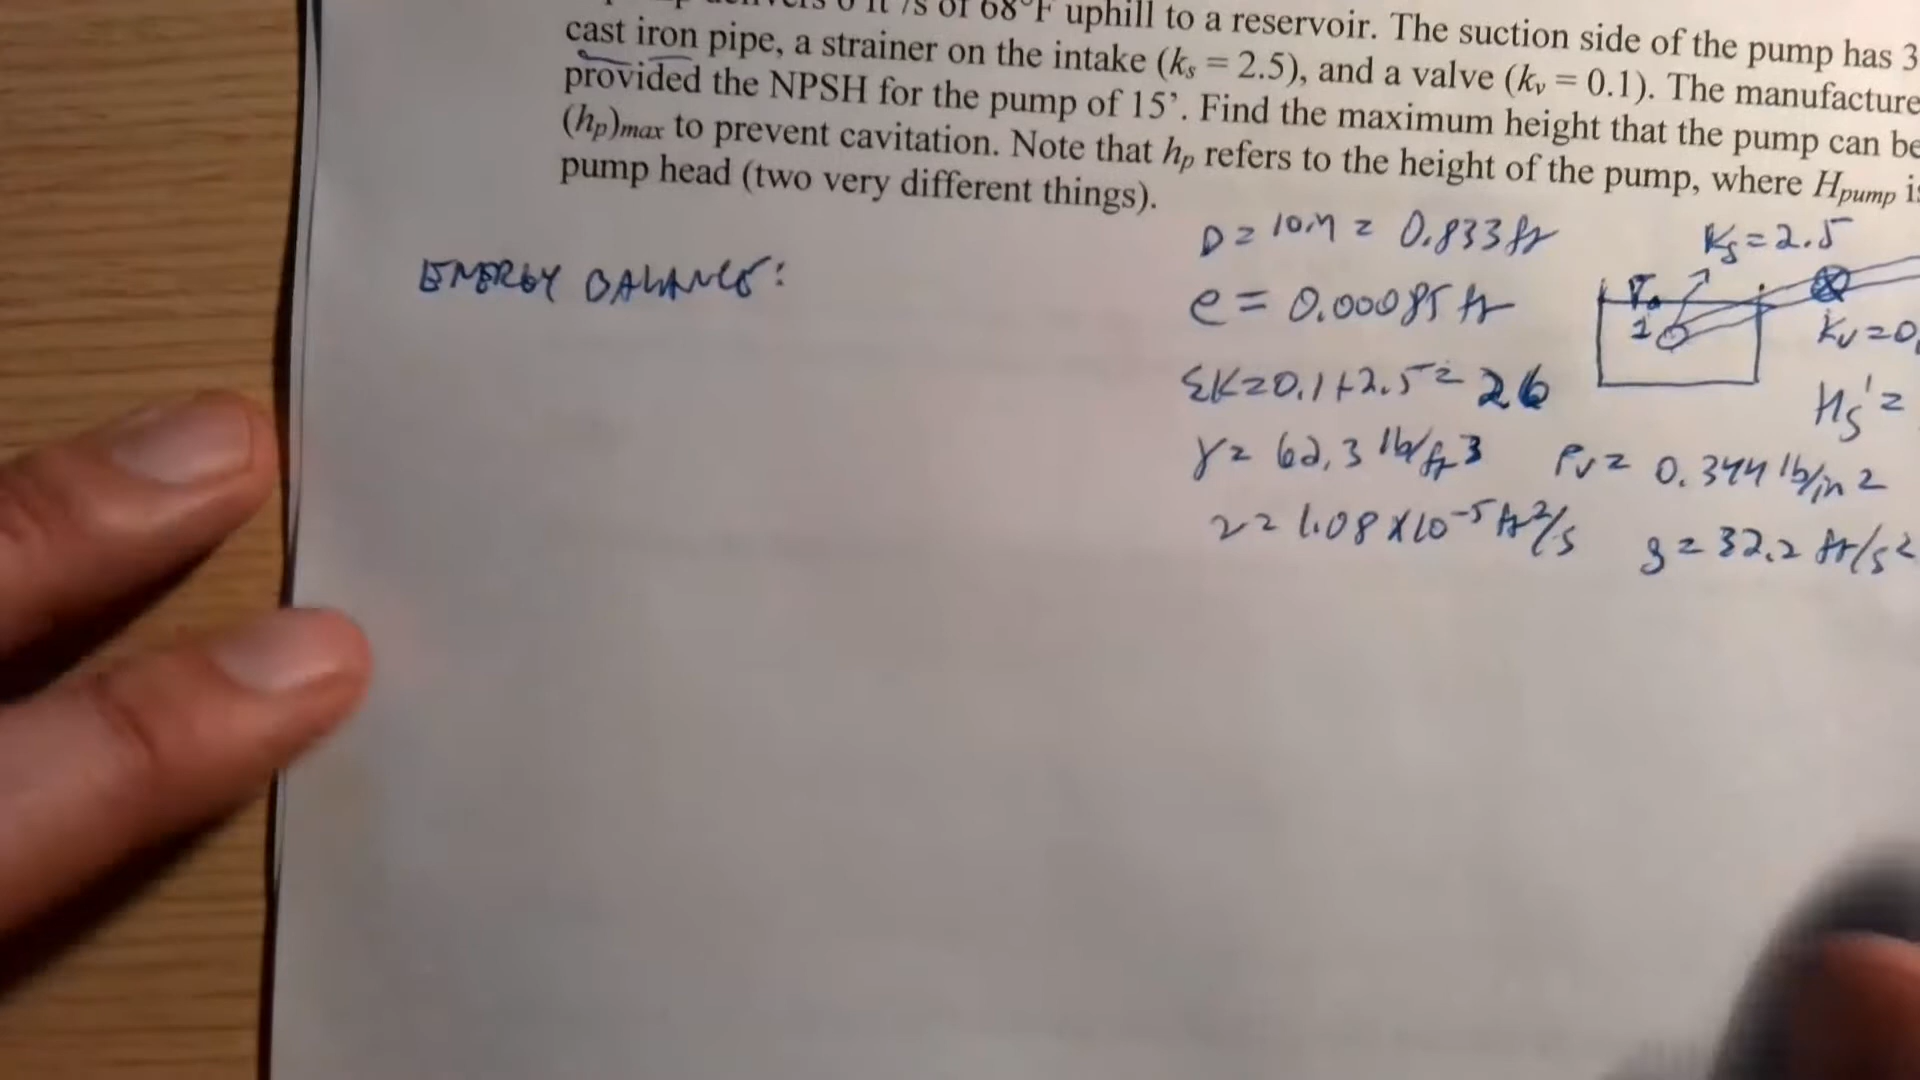 of 68°F uphill to a reservoir. The suction side of the pump has 3
cast iron pipe, a strainer on the intake (ks = 2.5), and a valve (kv = 0.1). The manufacture
provided the NPSH for the pump of 15’. Find the maximum height that the pump can be
(hp)max to prevent cavitation. Note that hp refers to the height of the pump, where Hpump is
pump head (two very different things).
D = 10 in = 0.833 ft
Ks = 2.5
ENERGY BALANCE:
e = 0.00085 ft
1
Kv = 0.
ΣK = 0.1 + 2.5 = 2.6
Hs' =
γ = 62.3 lb/ft3
Pv = 0.344 lb/in2
ν = 1.08 x 10-5 ft2/s
g = 32.2 ft/s2